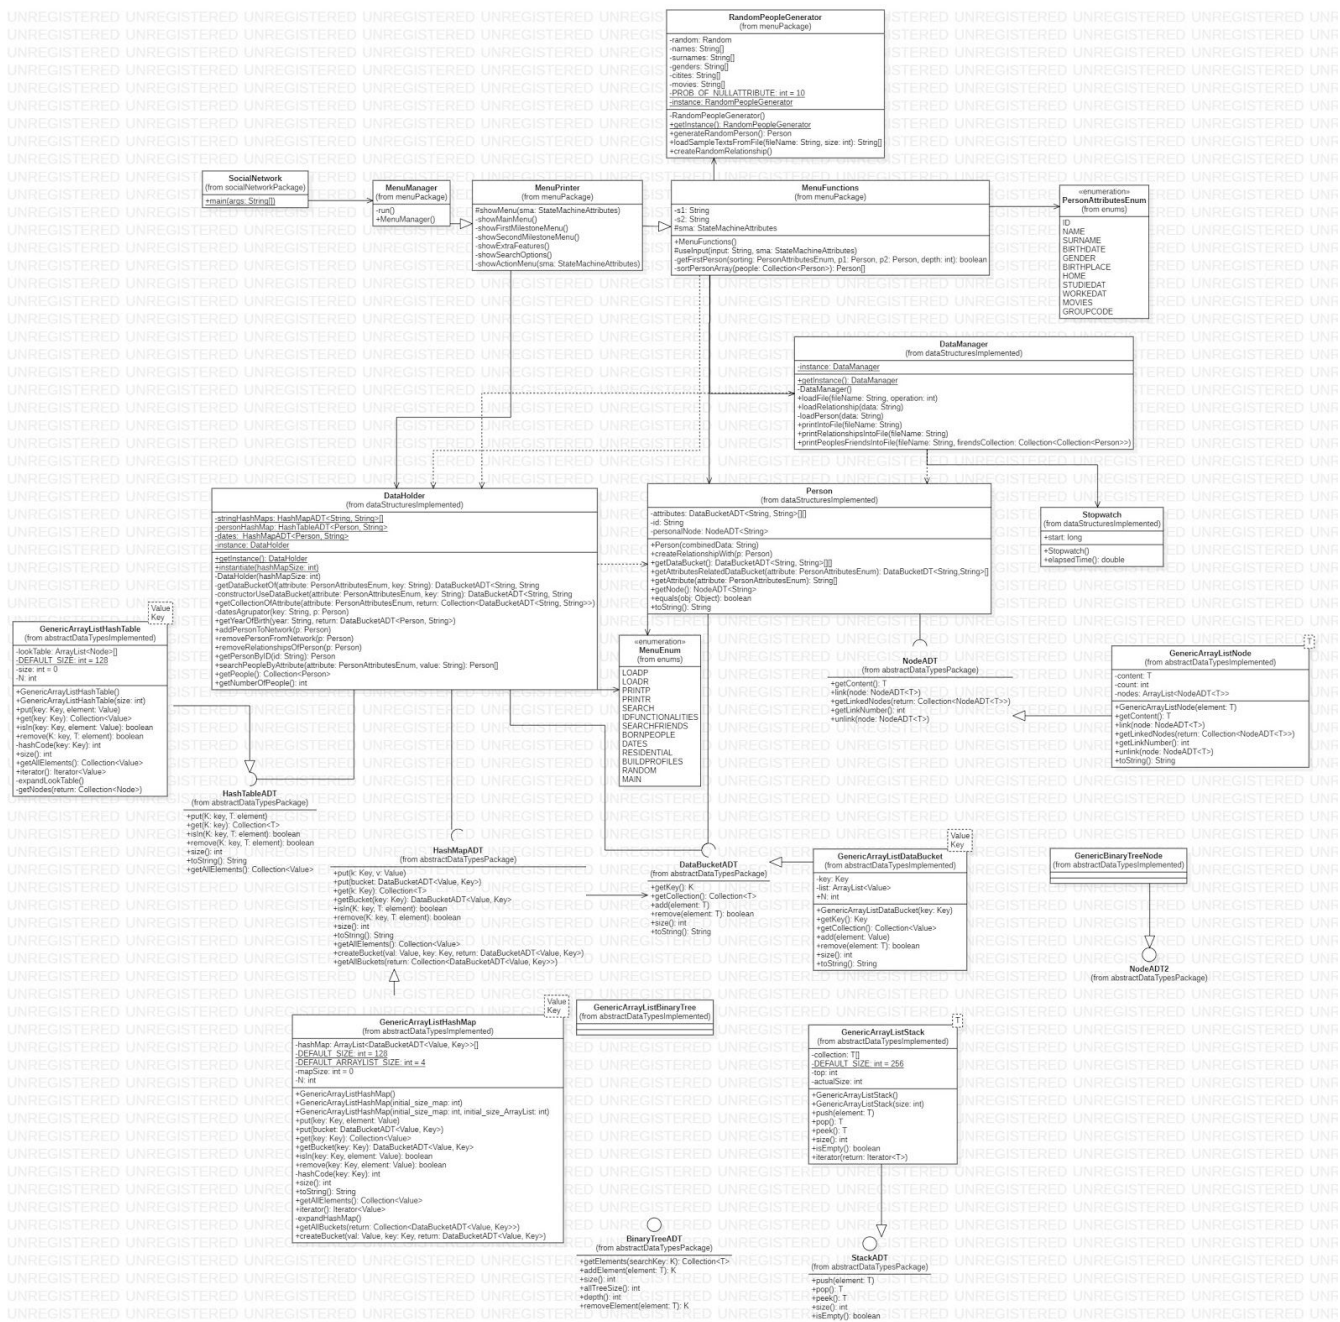 RandomPeopleGenerator
(from menuPackage)
-random: Random
-names: String[]
-surnames: String[]
-genders: String[]
-citites: String[]
-movies: String[]
-PROB_OF_NULLATTRIBUTE: int = 10
-instance: RandomPeopleGenerator
-RandomPeopleGenerator()
+getInstance(): RandomPeopleGenerator
+generateRandomPerson(): Person
+loadSampleTextsFromFile(fileName: String, size: int): String[]
+createRandomRelationship()
SocialNetwork
(from socialNetworkPackage)
+main(args: String[])
MenuManager
(from menuPackage)
-run()
+MenuManager()
MenuPrinter
(from menuPackage)
#showMenu(sma: StateMachineAttributes)
-showMainMenu()
-showFirstMilestoneMenu()
-showSecondMilestoneMenu()
-showExtraFeatures()
-showSearchOptions()
-showActionMenu(sma: StateMachineAttributes)
MenuFunctions
(from menuPackage)
-s1: String
-s2: String
#sma: StateMachineAttributes
+MenuFunctions()
#useInput(input: String, sma: StateMachineAttributes)
-getFirstPerson(sorting: PersonAttributesEnum, p1: Person, p2: Person, depth: int): boolean
-sortPersonArray(people: Collection<Person>): Person[]
«enumeration»
PersonAttributesEnum
(from enums)
ID
NAME
SURNAME
BIRTHDATE
GENDER
BIRTHPLACE
HOME
STUDIEDAT
WORKEDAT
MOVIES
GROUPCODE
DataManager
(from dataStructuresImplemented)
-instance: DataManager
+getInstance(): DataManager
-DataManager()
+loadFile(fileName: String, operation: int)
+loadRelationship(data: String)
-loadPerson(data: String)
+printIntoFile(fileName: String)
+printRelationshipsIntoFile(fileName: String)
+printPeoplesFriendsIntoFile(fileName: String, firendsCollection: Collection<Collection<Person>>)
DataHolder
(from dataStructuresImplemented)
-stringHashMaps: HashMapADT<String, String>[]
-personHashMap: HashTableADT<Person, String>
-dates: HashMapADT<Person, String>
-instance: DataHolder
+getInstance(): DataHolder
+instantiate(hashMapSize: int)
-DataHolder(hashMapSize: int)
-getDataBucketOf(attribute: PersonAttributesEnum, key: String): DataBucketADT<String, String
-constructorUseDataBucket(attribute: PersonAttributesEnum, key: String): DataBucketADT<String, String
+getCollectionOfAttribute(attribute: PersonAttributesEnum, return: Collection<DataBucketADT<String, String>>)
-datesAgrupator(key: String, p: Person)
+getYearOfBirth(year: String, return: DataBucketADT<Person, String>)
+addPersonToNetwork(p: Person)
+removePersonFromNetwork(p: Person)
+removeRelationshipsOfPerson(p: Person)
+getPersonByID(id: String): Person
+searchPeopleByAttribute(attribute: PersonAttributesEnum, value: String): Person[]
+getPeople(): Collection<Person>
+getNumberOfPeople(): int
Person
(from dataStructuresImplemented)
-attributes: DataBucketADT<String, String>[][]
-id: String
-personalNode: NodeADT<String>
+Person(combinedData: String)
+createRelationshipWith(p: Person)
+getDataBucket(): DataBucketADT<String, String>[][]
+getAttributesRelatedDataBucket(attribute: PersonAttributesEnum): DataBucketDT<String,String>[]
+getAttribute(attribute: PersonAttributesEnum): String[]
+getNode(): NodeADT<String>
+equals(obj: Object): boolean
+toString(): String
Stopwatch
(from dataStructuresImplemented)
+start: long
+Stopwatch()
+elapsedTime(): double
Value
Key
GenericArrayListHashTable
(from abstractDataTypesImplemented)
-lookTable: ArrayList<Node>[]
-DEFAULT_SIZE: int = 128
-size: int = 0
-N: int
+GenericArrayListHashTable()
+GenericArrayListHashTable(size: int)
+put(key: Key, element: Value)
+get(key: Key): Collection<Value>
+isIn(key: Key, element: Value): boolean
+remove(K: key, T: element): boolean
-hashCode(key: Key): int
+size(): int
+getAllElements(): Collection<Value>
+iterator(): Iterator<Value>
-expandLookTable()
-getNodes(return: Collection<Node>)
«enumeration»
MenuEnum
(from enums)
LOADP
LOADR
PRINTP
PRINTR
SEARCH
IDFUNCTIONALITIES
SEARCHFRIENDS
BORNPEOPLE
DATES
RESIDENTIAL
BUILDPROFILES
RANDOM
MAIN
NodeADT
(from abstractDataTypesPackage)
+getContent(): T
+link(node: NodeADT<T>)
+getLinkedNodes(return: Collection<NodeADT<T>>)
+getLinkNumber(): int
+unlink(node: NodeADT<T>)
T
GenericArrayListNode
(from abstractDataTypesImplemented)
-content: T
-count: int
-nodes: ArrayList<NodeADT<T>>
+GenericArrayListNode(element: T)
+getContent(): T
+link(node: NodeADT<T>)
+getLinkedNodes(return: Collection<NodeADT<T>>)
+getLinkNumber(): int
+unlink(node: NodeADT<T>)
+toString(): String
HashTableADT
(from abstractDataTypesPackage)
+put(K: key, T: element)
+get(K: key): Collection<T>
+isIn(K: key, T: element): boolean
+remove(K: key, T: element): boolean
+size(): int
+toString(): String
+getAllElements(): Collection<Value>
HashMapADT
(from abstractDataTypesPackage)
+put(k: Key, v: Value)
+put(bucket: DataBucketADT<Value, Key>)
+get(k: Key): Collection<T>
+getBucket(key: Key): DataBucketADT<Value, Key>
+isIn(K: key, T: element): boolean
+remove(K: key, T: element): boolean
+size(): int
+toString(): String
+getAllElements(): Collection<Value>
+createBucket(val: Value, key: Key, return: DataBucketADT<Value, Key>)
+getAllBuckets(return: Collection<DataBucketADT<Value, Key>>)
DataBucketADT
(from abstractDataTypesPackage)
+getKey(): K
+getCollection(): Collection<T>
+add(element: T)
+remove(element: T): boolean
+size(): int
+toString(): String
Value
Key
GenericArrayListDataBucket
(from abstractDataTypesImplemented)
-key: Key
-list: ArrayList<Value>
+N: int
+GenericArrayListDataBucket(key: Key)
+getKey(): Key
+getCollection(): Collection<Value>
+add(element: Value)
+remove(element: T): boolean
+size(): int
+toString(): String
GenericBinaryTreeNode
(from abstractDataTypesImplemented)
NodeADT2
(from abstractDataTypesPackage)
Value
Key
GenericArrayListHashMap
(from abstractDataTypesImplemented)
-hashMap: ArrayList<DataBucketADT<Value, Key>>[]
-DEFAULT_SIZE: int = 128
-DEFAULT_ARRAYLIST_SIZE: int = 4
-mapSize: int = 0
-N: int
+GenericArrayListHashMap()
+GenericArrayListHashMap(initial_size_map: int)
+GenericArrayListHashMap(initial_size_map: int, initial_size_ArrayList: int)
+put(key: Key, element: Value)
+put(bucket: DataBucketADT<Value, Key>)
+get(key: Key): Collection<Value>
+getBucket(key: Key): DataBucketADT<Value, Key>
+isIn(key: Key, element: Value): boolean
+remove(key: Key, element: Value): boolean
-hashCode(key: Key): int
+size(): int
+toString(): String
+getAllElements(): Collection<Value>
+iterator(): Iterator<Value>
-expandHashMap()
+getAllBuckets(return: Collection<DataBucketADT<Value, Key>>)
+createBucket(val: Value, key: Key, return: DataBucketADT<Value, Key>)
GenericArrayListBinaryTree
(from abstractDataTypesImplemented)
T
GenericArrayListStack
(from abstractDataTypesImplemented)
-collection: T[]
-DEFAULT_SIZE: int = 256
-top: int
-actualSize: int
+GenericArrayListStack()
+GenericArrayListStack(size: int)
+push(element: T)
+pop(): T
+peek(): T
+size(): int
+isEmpty(): boolean
+iterator(return: Iterator<T>)
BinaryTreeADT
(from abstractDataTypesPackage)
+getElements(searchKey: K): Collection<T>
+addElement(element: T): K
+size(): int
+allTreeSize(): int
+depth(): int
+removeElement(element: T): K
StackADT
(from abstractDataTypesPackage)
+push(element: T)
+pop(): T
+peek(): T
+size(): int
+isEmpty(): boolean